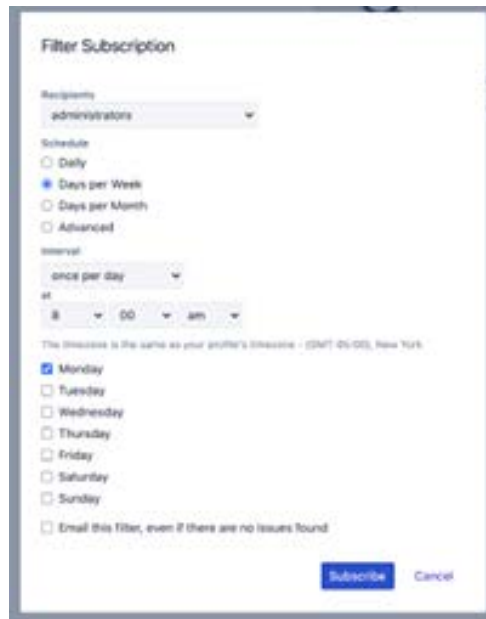 Filter Subscription
Recipients
administrators
Schedule
Daily
Days per Week
Days per Month
Advanced
Interval
once per day
at
8 00 am
The timezone is the same as your profile's timezone - (GMT-05:00), New York
Monday
Tuesday
Wednesday
Thursday
Friday
Saturday
Sunday
Email this filter, even if there are no issues found
Subscribe Cancel